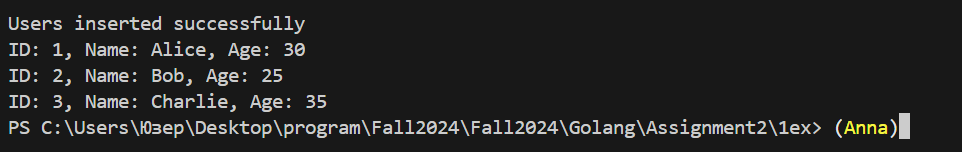 Users inserted successfully
ID: 1, Name: Alice, Age: 30
ID: 2, Name: Bob, Age: 25
ID: 3, Name: Charlie, Age: 35
PS C:\Users\Юзер\Desktop\program\Fall2024\Fall2024\Golang\Assignment2\1ex> (Anna)